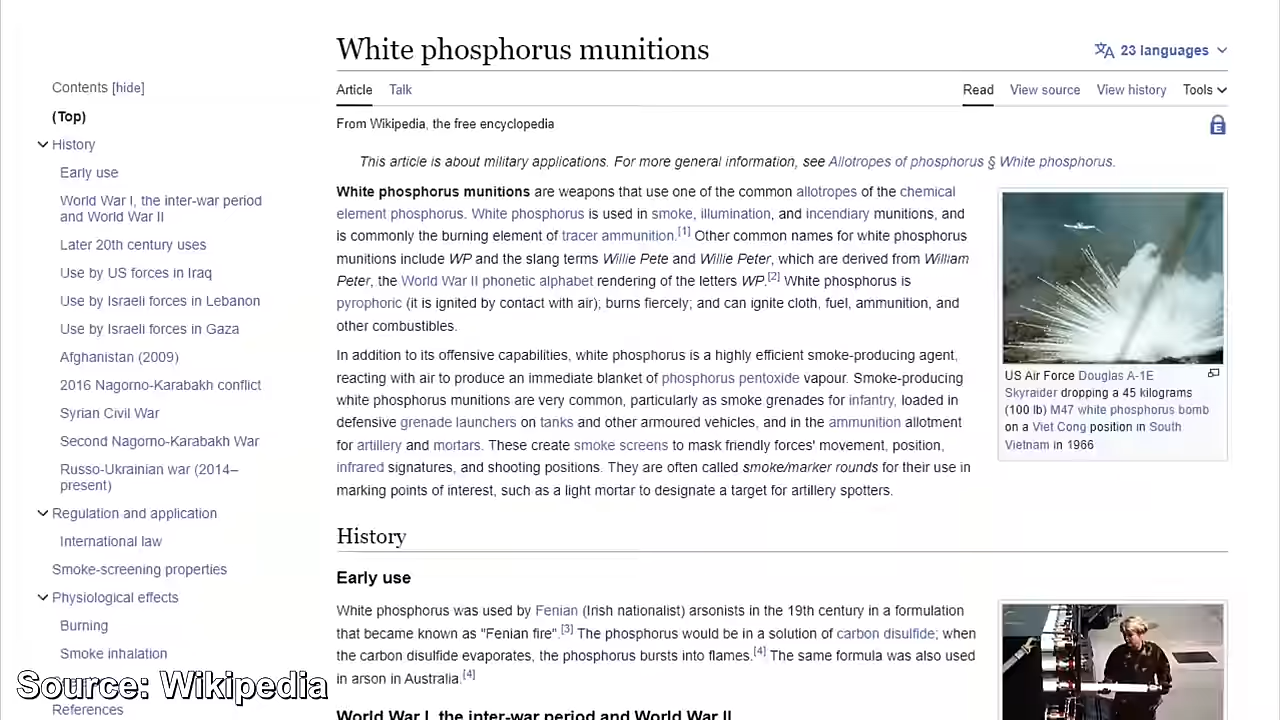 White phosphorus munitions
23 languages
Contents [hide]
(Top)
History
Early use
World War I, the inter-war period
and World War II
Later 20th century uses
Use by US forces in Iraq
Use by Israeli forces in Lebanon
Use by Israeli forces in Gaza
Afghanistan (2009)
2016 Nagorno-Karabakh conflict
Syrian Civil War
Second Nagorno-Karabakh War
Russo-Ukrainian war (2014–
present)
Regulation and application
International law
Smoke-screening properties
Physiological effects
Burning
Smoke inhalation
References
Article Talk
Read View source View history Tools
From Wikipedia, the free encyclopedia
E
This article is about military applications. For more general information, see Allotropes of phosphorus § White phosphorus.
White phosphorus munitions are weapons that use one of the common allotropes of the chemical
element phosphorus. White phosphorus is used in smoke, illumination, and incendiary munitions, and
is commonly the burning element of tracer ammunition.[1] Other common names for white phosphorus
munitions include WP and the slang terms Willie Pete and Willie Peter, which are derived from William
Peter, the World War II phonetic alphabet rendering of the letters WP.[2] White phosphorus is
pyrophoric (it is ignited by contact with air); burns fiercely; and can ignite cloth, fuel, ammunition, and
other combustibles.
In addition to its offensive capabilities, white phosphorus is a highly efficient smoke-producing agent,
reacting with air to produce an immediate blanket of phosphorus pentoxide vapour. Smoke-producing
white phosphorus munitions are very common, particularly as smoke grenades for infantry, loaded in
defensive grenade launchers on tanks and other armoured vehicles, and in the ammunition allotment
for artillery and mortars. These create smoke screens to mask friendly forces' movement, position,
infrared signatures, and shooting positions. They are often called smoke/marker rounds for their use in
marking points of interest, such as a light mortar to designate a target for artillery spotters.
US Air Force Douglas A-1E
Skyraider dropping a 45 kilograms
(100 lb) M47 white phosphorus bomb
on a Viet Cong position in South
Vietnam in 1966
History
Early use
White phosphorus was used by Fenian (Irish nationalist) arsonists in the 19th century in a formulation
that became known as "Fenian fire".[3] The phosphorus would be in a solution of carbon disulfide; when
the carbon disulfide evaporates, the phosphorus bursts into flames.[4] The same formula was also used
in arson in Australia.[4]
World War I, the inter-war period and World War II
Source: Wikipedia